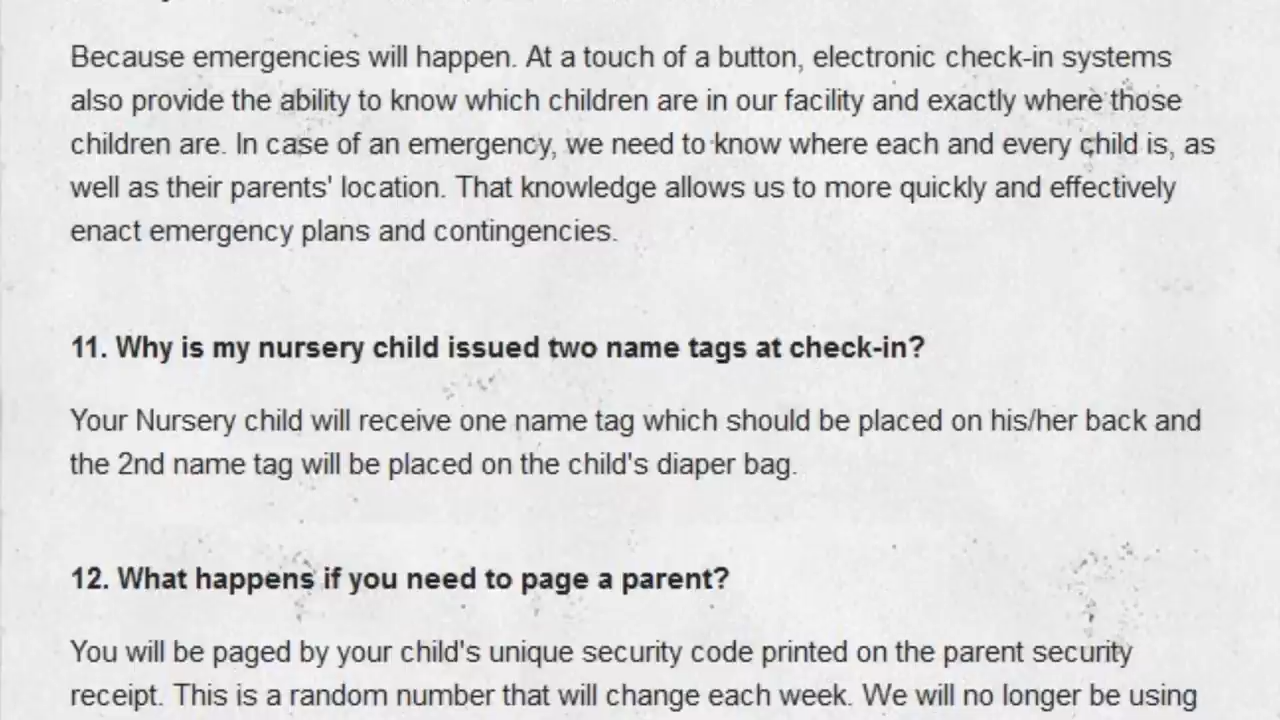 Because emergencies will happen. At a touch of a button, electronic check-in systems
also provide the ability to know which children are in our facility and exactly where those
children are. In case of an emergency, we need to know where each and every child is, as
well as their parents' location. That knowledge allows us to more quickly and effectively
enact emergency plans and contingencies.
11. Why is my nursery child issued two name tags at check-in?
Your Nursery child will receive one name tag which should be placed on his/her back and
the 2nd name tag will be placed on the child's diaper bag.
12. What happens if you need to page a parent?
You will be paged by your child's unique security code printed on the parent security
receipt. This is a random number that will change each week. We will no longer be using